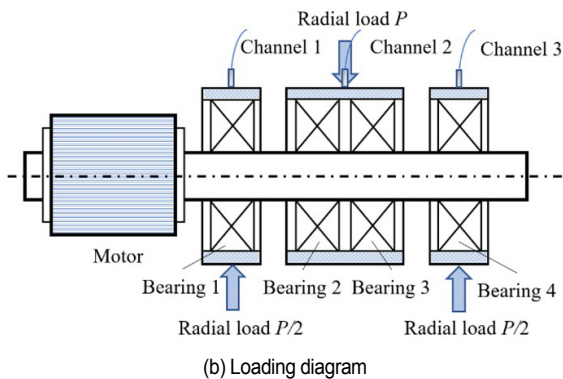 Radial load P
Channel 1
Channel 2
Channel 3
Motor
Bearing 1
Bearing 2
Bearing 3
Bearing 4
Radial load P/2
Radial load P/2
(b) Loading diagram